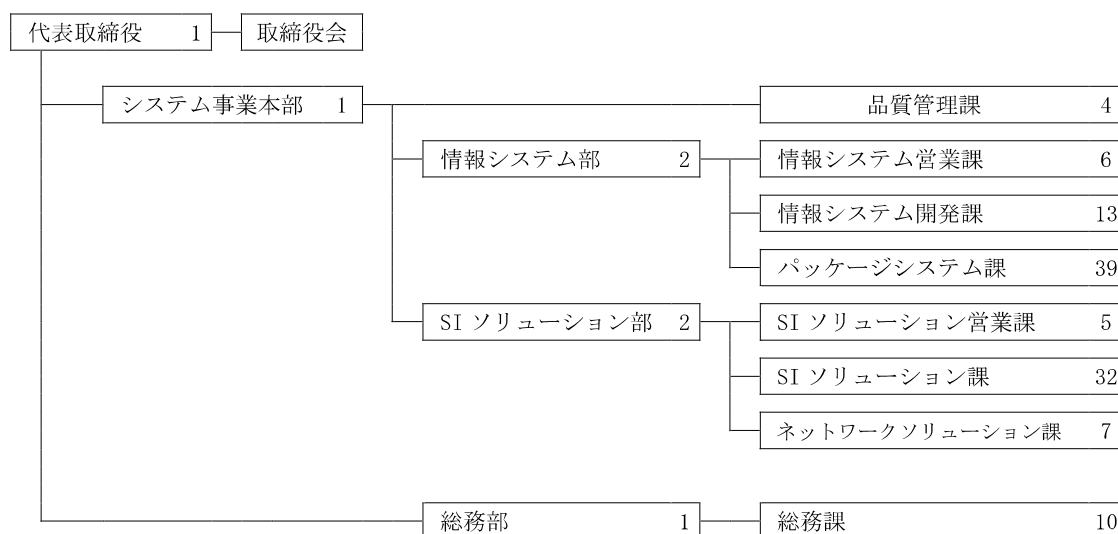 代表取締役 1 取締役会
システム事業本部 1 品質管理課 4
情報システム部 2 情報システム営業課 6
情報システム開発課 13
パッケージシステム課 39
SI ソリューション部 2 SI ソリューション営業課 5
SI ソリューション課 32
ネットワークソリューション課 7
総務部 1 総務課 10